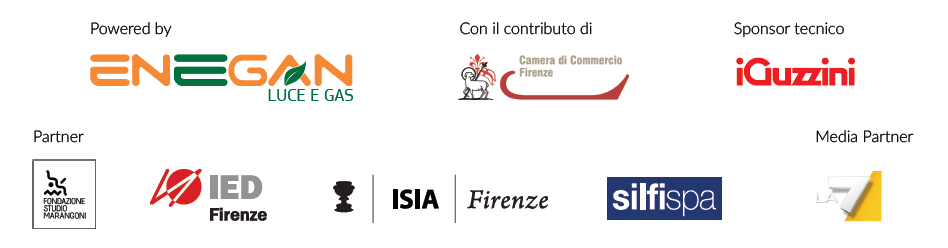 Powered by
ENEGAN
LUCE E GAS
Con il contributo di
Camera di Commercio
Firenze
Sponsor tecnico
iGuzzini
Partner
FONDAZIONE
STUDIO
MARANGONI
IED
Firenze
ISIA
Firenze
silfispa
Media Partner
LA7